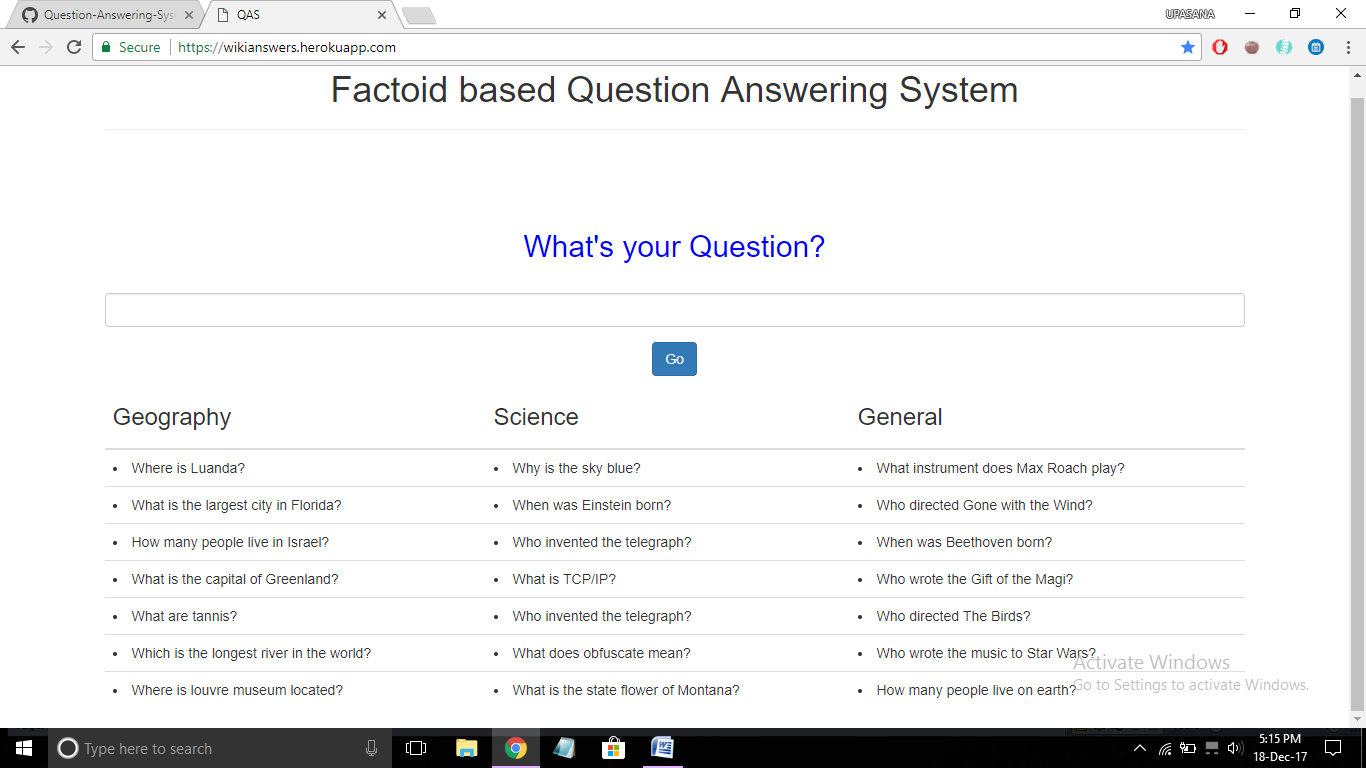 Question-Answering-Sys
QAS
UPASANA
Secure
https://wikianswers.herokuapp.com
Factoid based Question Answering System
What's your Question?
Go
Geography Science General
Where is Luanda? Why is the sky blue? What instrument does Max Roach play?
What is the largest city in Florida? When was Einstein born? Who directed Gone with the Wind?
How many people live in Israel? Who invented the telegraph? When was Beethoven born?
What is the capital of Greenland? What is TCP/IP? Who wrote the Gift of the Magi?
What are tannis? Who invented the telegraph? Who directed The Birds?
Which is the longest river in the world? What does obfuscate mean? Who wrote the music to Star Wars?
Where is louvre museum located? What is the state flower of Montana? How many people live on earth?
Activate Windows
Go to Settings to activate Windows.
Type here to search
5:15 PM
18-Dec-17